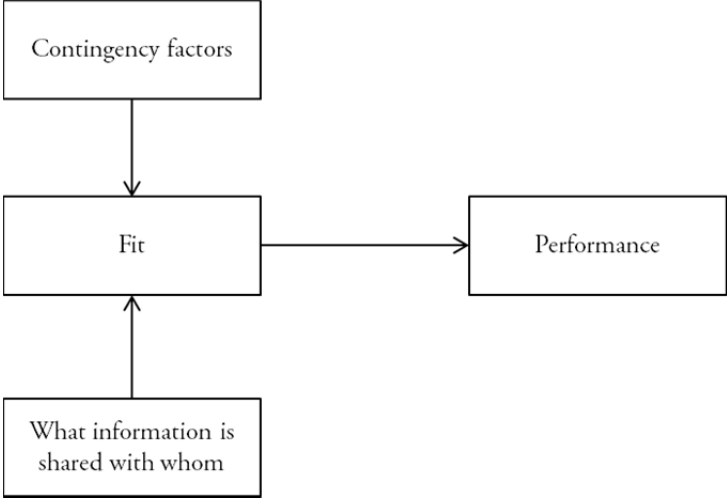 Contingency factors
Fit
Performance
What information is
shared with whom